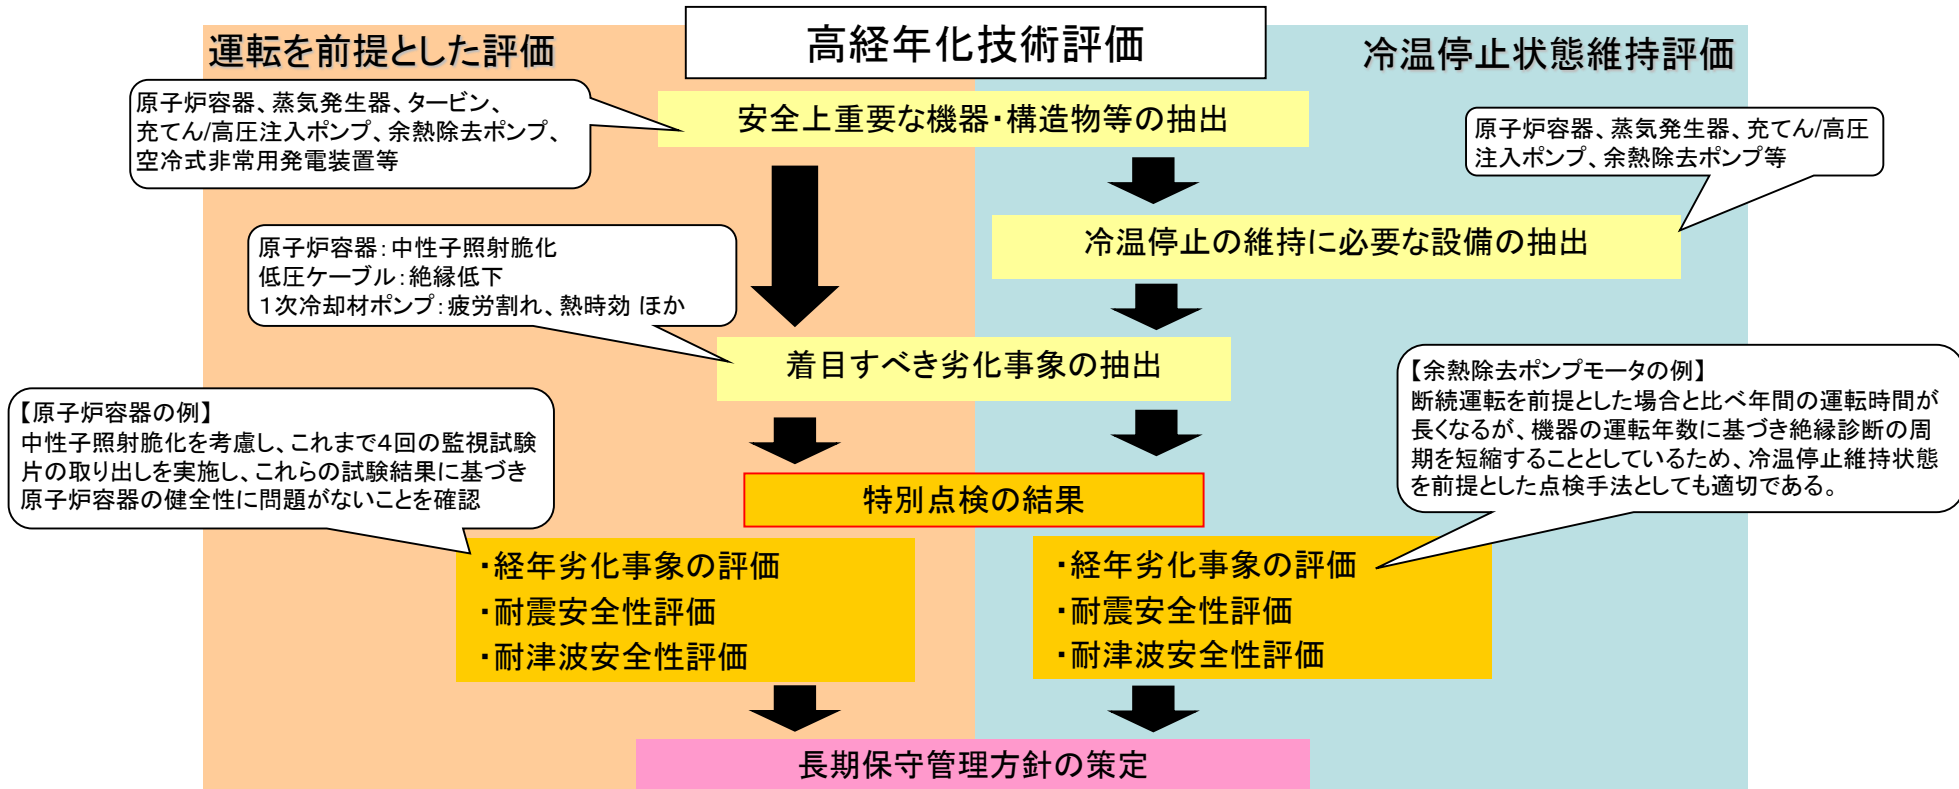 高経年化技術評価
運転を前提とした評価
冷温停止状態維持評価
原子炉容器、蒸気発生器、タービン、
充てん/高圧注入ポンプ、余熱除去ポンプ、
空冷式非常用発電装置等
安全上重要な機器・構造物等の抽出
原子炉容器、蒸気発生器、充てん/高圧
注入ポンプ、余熱除去ポンプ等
冷温停止の維持に必要な設備の抽出
原子炉容器:中性子照射脆化
低圧ケーブル:絶縁低下
1次冷却材ポンプ:疲労割れ、熱時効 ほか
着目すべき劣化事象の抽出
【原子炉容器の例】
中性子照射脆化を考慮し、これまで4回の監視試験
片の取り出しを実施し、これらの試験結果に基づき
原子炉容器の健全性に問題がないことを確認
【余熱除去ポンプモータの例】
断続運転を前提とした場合と比べ年間の運転時間が
長くなるが、機器の運転年数に基づき絶縁診断の周
期を短縮することとしているため、冷温停止維持状態
を前提とした点検手法としても適切である。
特別点検の結果
・経年劣化事象の評価
・耐震安全性評価
・耐津波安全性評価
・経年劣化事象の評価
・耐震安全性評価
・耐津波安全性評価
長期保守管理方針の策定